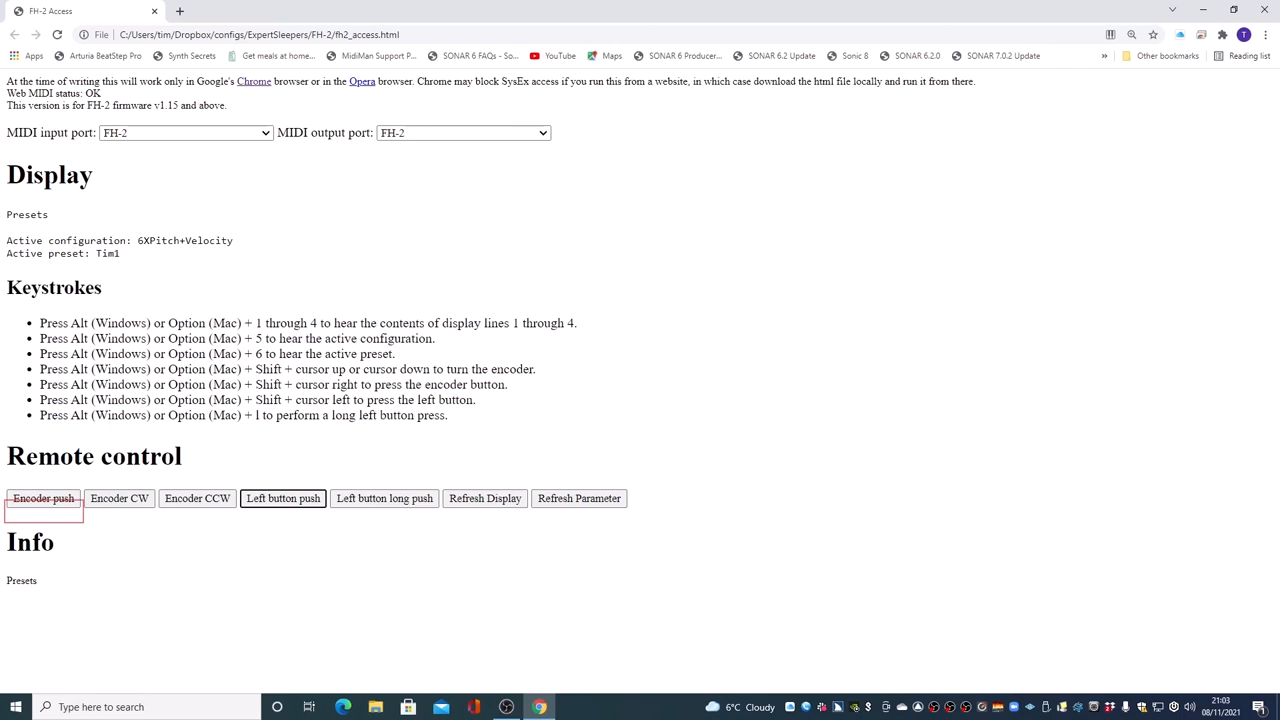 FH-2 Access
File
C:/Users/tim/Dropbox/configs/ExpertSleepers/FH-2/fh2_access.html
T
Apps
Arturia BeatStep Pro
Synth Secrets
Get meals at home...
MidiMan Support P...
SONAR 6 FAQs - So...
YouTube
Maps
SONAR 6 Producer...
SONAR 6.2 Update
Sonic 8
SONAR 6.2.0
SONAR 7.0.2 Update
»
Other bookmarks
Reading list
At the time of writing this will work only in Google's Chrome browser or in the Opera browser. Chrome may block SysEx access if you run this from a website, in which case download the html file locally and run it from there.
Web MIDI status: OK
This version is for FH-2 firmware v1.15 and above.
MIDI input port: FH-2 MIDI output port: FH-2
Display
Presets
Active configuration: 6XPitch+Velocity
Active preset: Tim1
Keystrokes
• Press Alt (Windows) or Option (Mac) + 1 through 4 to hear the contents of display lines 1 through 4.
• Press Alt (Windows) or Option (Mac) + 5 to hear the active configuration.
• Press Alt (Windows) or Option (Mac) + 6 to hear the active preset.
• Press Alt (Windows) or Option (Mac) + Shift + cursor up or cursor down to turn the encoder.
• Press Alt (Windows) or Option (Mac) + Shift + cursor right to press the encoder button.
• Press Alt (Windows) or Option (Mac) + Shift + cursor left to press the left button.
• Press Alt (Windows) or Option (Mac) + l to perform a long left button press.
Remote control
Encoder push
Encoder CW
Encoder CCW
Left button push
Left button long push
Refresh Display
Refresh Parameter
Info
Presets
Type here to search
6°C Cloudy
21:03
08/11/2021